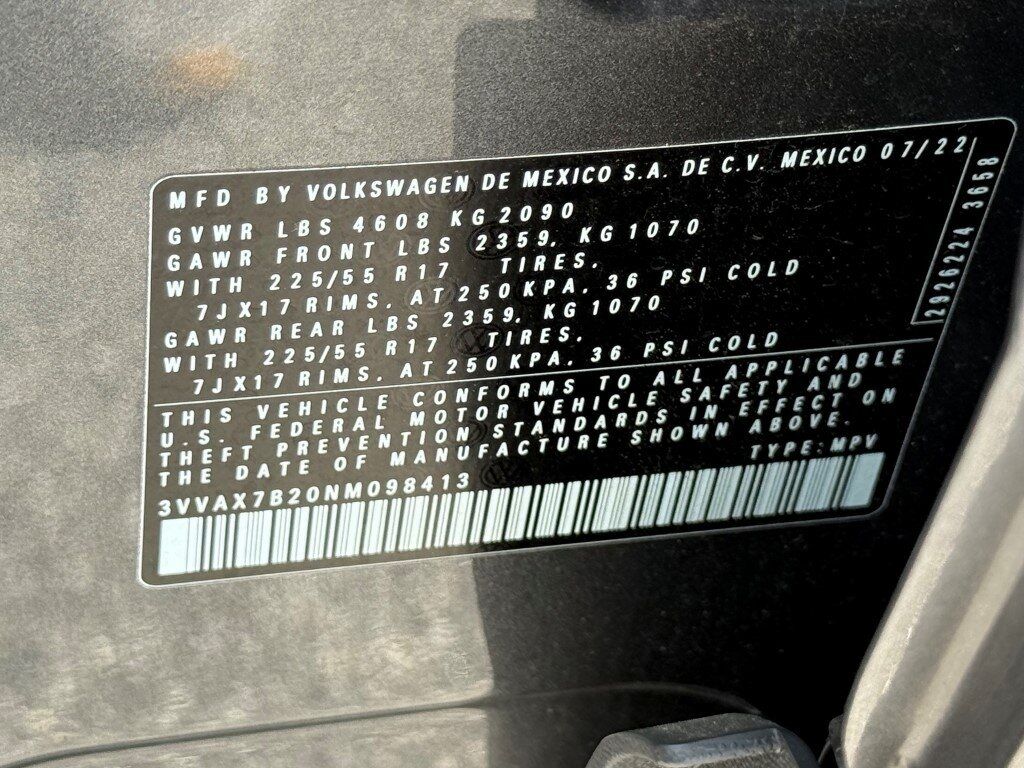 MFD BY VOLKSWAGEN DE MEXICO S.A. DE C.V. MEXICO 07/22
GVWR LBS 4608 KG 2090
GAWR FRONT LBS 2359, KG 1070
WITH 225/55 R17 TIRES.
7JX17 RIMS. AT 250 KPA. 36 PSI COLD
GAWR REAR LBS 2359, KG 1070
WITH 225/55 R17 TIRES.
7JX17 RIMS. AT 250 KPA. 36 PSI COLD
2926224 3658
THIS VEHICLE CONFORMS TO ALL APPLICABLE
U.S. FEDERAL MOTOR VEHICLE SAFETY AND
THEFT PREVENTION STANDARDS IN EFFECT ON
THE DATE OF MANUFACTURE SHOWN ABOVE.
TYPE: MPV
3VVAX7B20NM098413